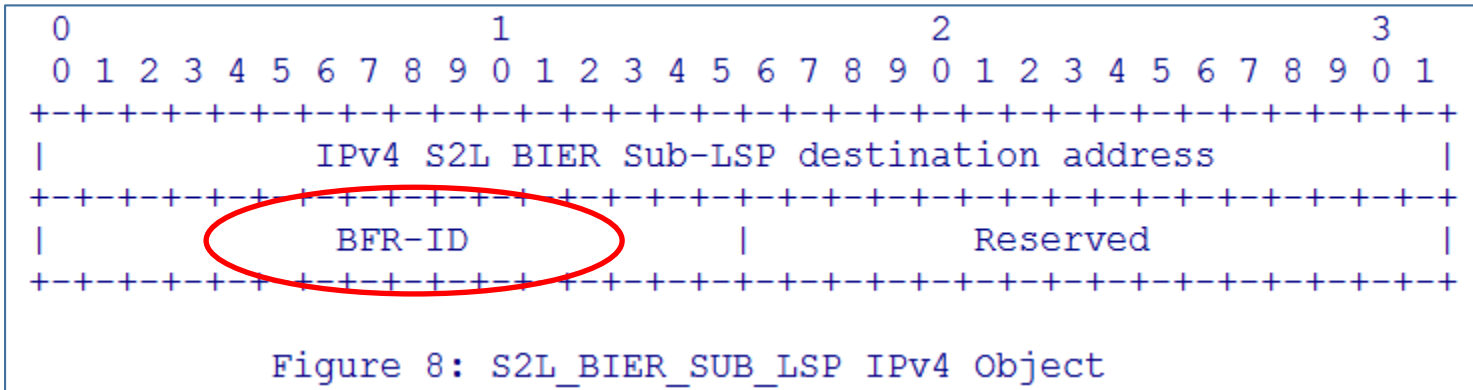 0 1 2 3
0 1 2 3 4 5 6 7 8 9 0 1 2 3 4 5 6 7 8 9 0 1 2 3 4 5 6 7 8 9 0 1
+-+-+-+-+-+-+-+-+-+-+-+-+-+-+-+-+-+-+-+-+-+-+-+-+-+-+-+-+-+-+-+-+
| IPv4 S2L BIER Sub-LSP destination address |
+-+-+-+-+-+-+-+-+-+-+-+-+-+-+-+-+-+-+-+-+-+-+-+-+-+-+-+-+-+-+-+-+
| BFR-ID | Reserved |
+-+-+-+-+-+-+-+-+-+-+-+-+-+-+-+-+-+-+-+-+-+-+-+-+-+-+-+-+-+-+-+-+
Figure 8: S2L_BIER_SUB_LSP IPv4 Object